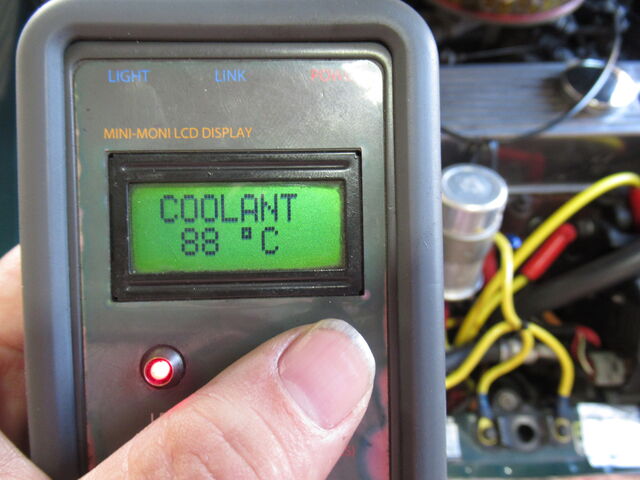 LIGHT LINK
MINI-MONI LCD DISPLAY
COOLANT
88 °C